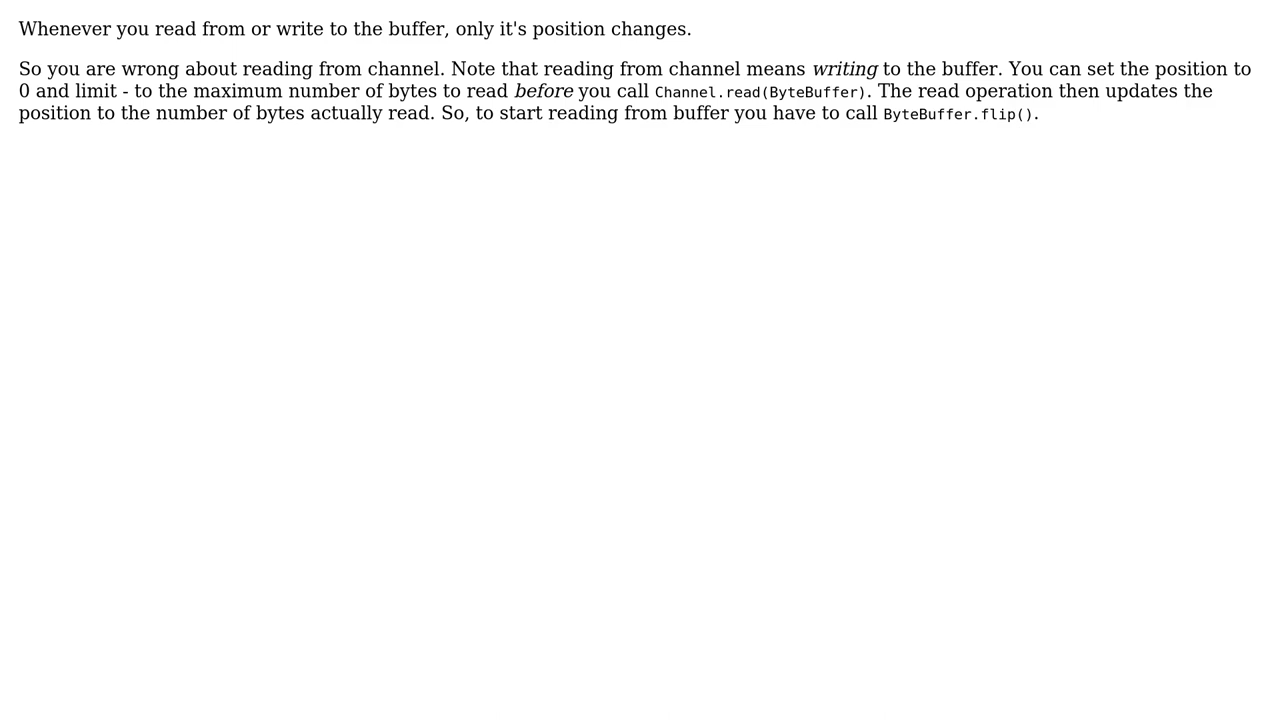 Whenever you read from or write to the buffer, only it's position changes.
So you are wrong about reading from channel. Note that reading from channel means writing to the buffer. You can set the position to
0 and limit - to the maximum number of bytes to read before you call Channel.read(ByteBuffer). The read operation then updates the
position to the number of bytes actually read. So, to start reading from buffer you have to call ByteBuffer.flip().